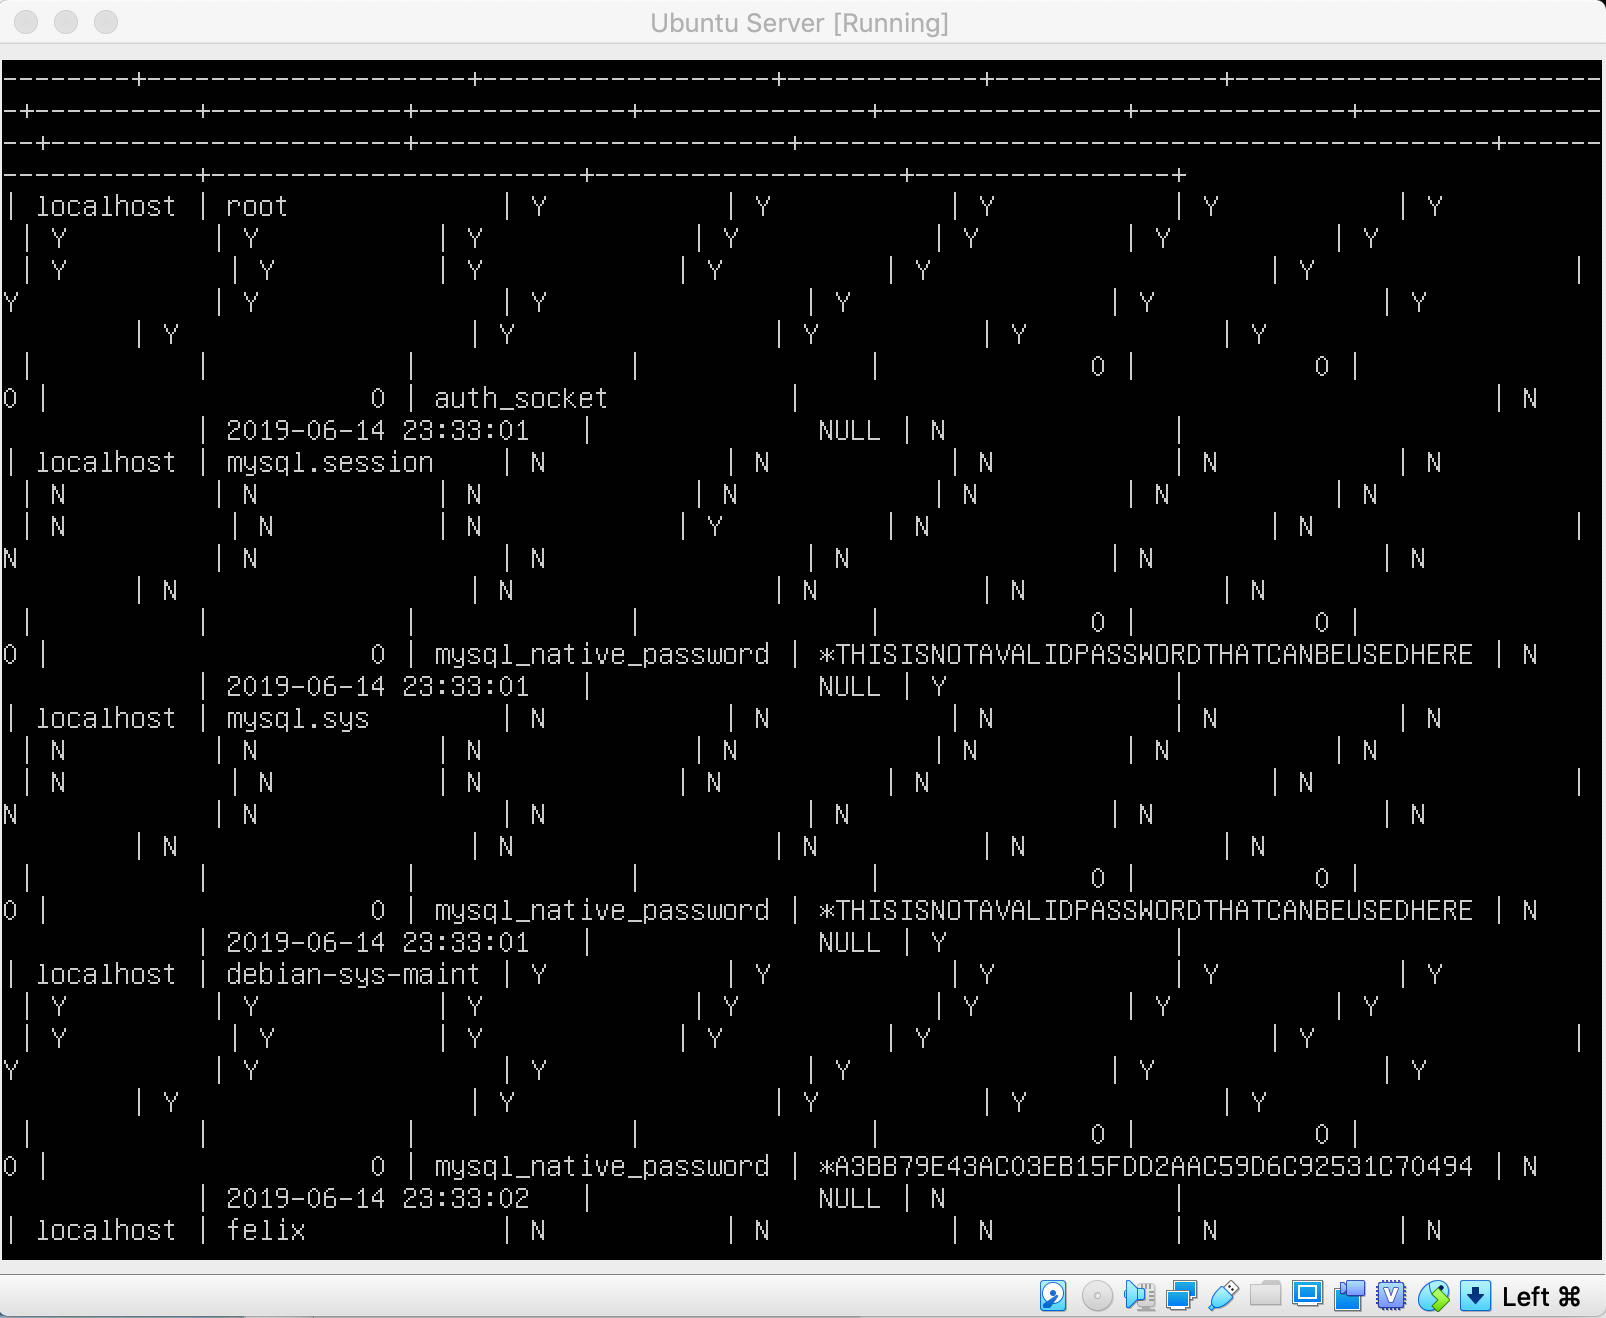 Ubuntu Server [Running]
--------+--------------------+------------------+------------+--------------+-----------------------
-+----------+------------+-------------+--------------+---------------+-------------+---------------
--+----------------------+-----------------------+-------------------------------------------+------
------------+-----------------------+-------------------+----------------+
| localhost | root | Y | Y | Y | Y | Y
| Y | Y | Y | Y | Y | Y | Y
| Y | Y | Y | Y | Y | Y |
Y | Y | Y | Y | Y | Y
| Y | Y | Y | Y | Y
| | | | | 0 | 0 |
0 | 0 | auth_socket | | N
| 2019-06-14 23:33:01 | NULL | N |
| localhost | mysql.session | N | N | N | N | N
| N | N | N | N | N | N | N
| N | N | N | Y | N | N |
N | N | N | N | N | N
| N | N | N | N | N
| | | | | 0 | 0 |
0 | 0 | mysql_native_password | *THISISNOTAVALIDPASSWORDTHATCANBEUSEDHERE | N
| 2019-06-14 23:33:01 | NULL | Y |
| localhost | mysql.sys | N | N | N | N | N
| N | N | N | N | N | N | N
| N | N | N | N | N | N |
N | N | N | N | N | N
| N | N | N | N | N
| | | | | 0 | 0 |
0 | 0 | mysql_native_password | *THISISNOTAVALIDPASSWORDTHATCANBEUSEDHERE | N
| 2019-06-14 23:33:01 | NULL | Y |
| localhost | debian-sys-maint | Y | Y | Y | Y | Y
| Y | Y | Y | Y | Y | Y | Y
| Y | Y | Y | Y | Y | Y |
Y | Y | Y | Y | Y | Y
| Y | Y | Y | Y | Y
| | | | | 0 | 0 |
0 | 0 | mysql_native_password | *A3BB79E43AC03EB15FDD2AAC59D6C92531C70494 | N
| 2019-06-14 23:33:02 | NULL | N |
| localhost | felix | N | N | N | N | N
V Left ⌘